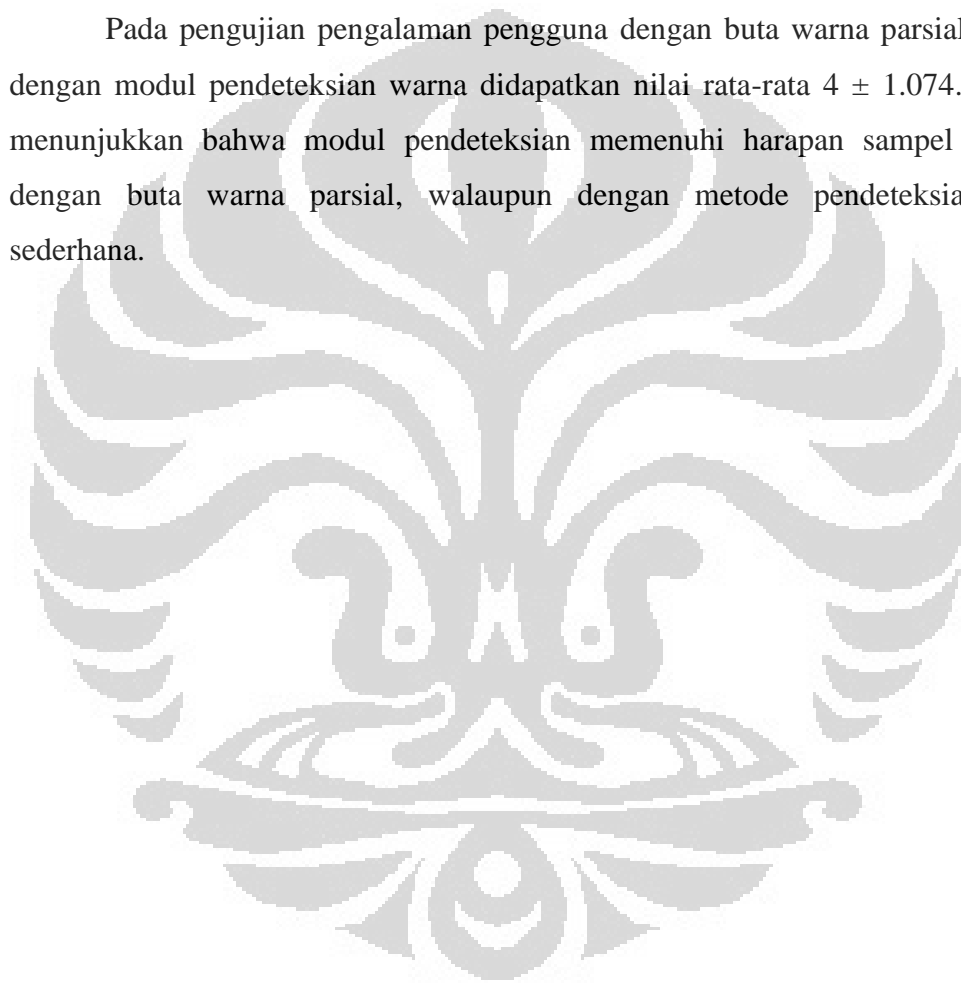 Pada pengujian pengalaman pengguna dengan buta warna parsial
dengan modul pendeteksian warna didapatkan nilai rata-rata 4 ± 1.074.
menunjukkan bahwa modul pendeteksian memenuhi harapan sampel
dengan buta warna parsial, walaupun dengan metode pendeteksia
sederhana.